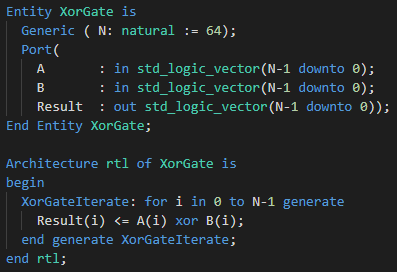 Entity XorGate is
  Generic ( N: natural := 64);
  Port(
    A       : in std_logic_vector(N-1 downto 0);
    B       : in std_logic_vector(N-1 downto 0);
    Result  : out std_logic_vector(N-1 downto 0));
End Entity XorGate;

Architecture rtl of XorGate is
begin
  XorGateIterate: for i in 0 to N-1 generate
    Result(i) <= A(i) xor B(i);
  end generate XorGateIterate;
end rtl;